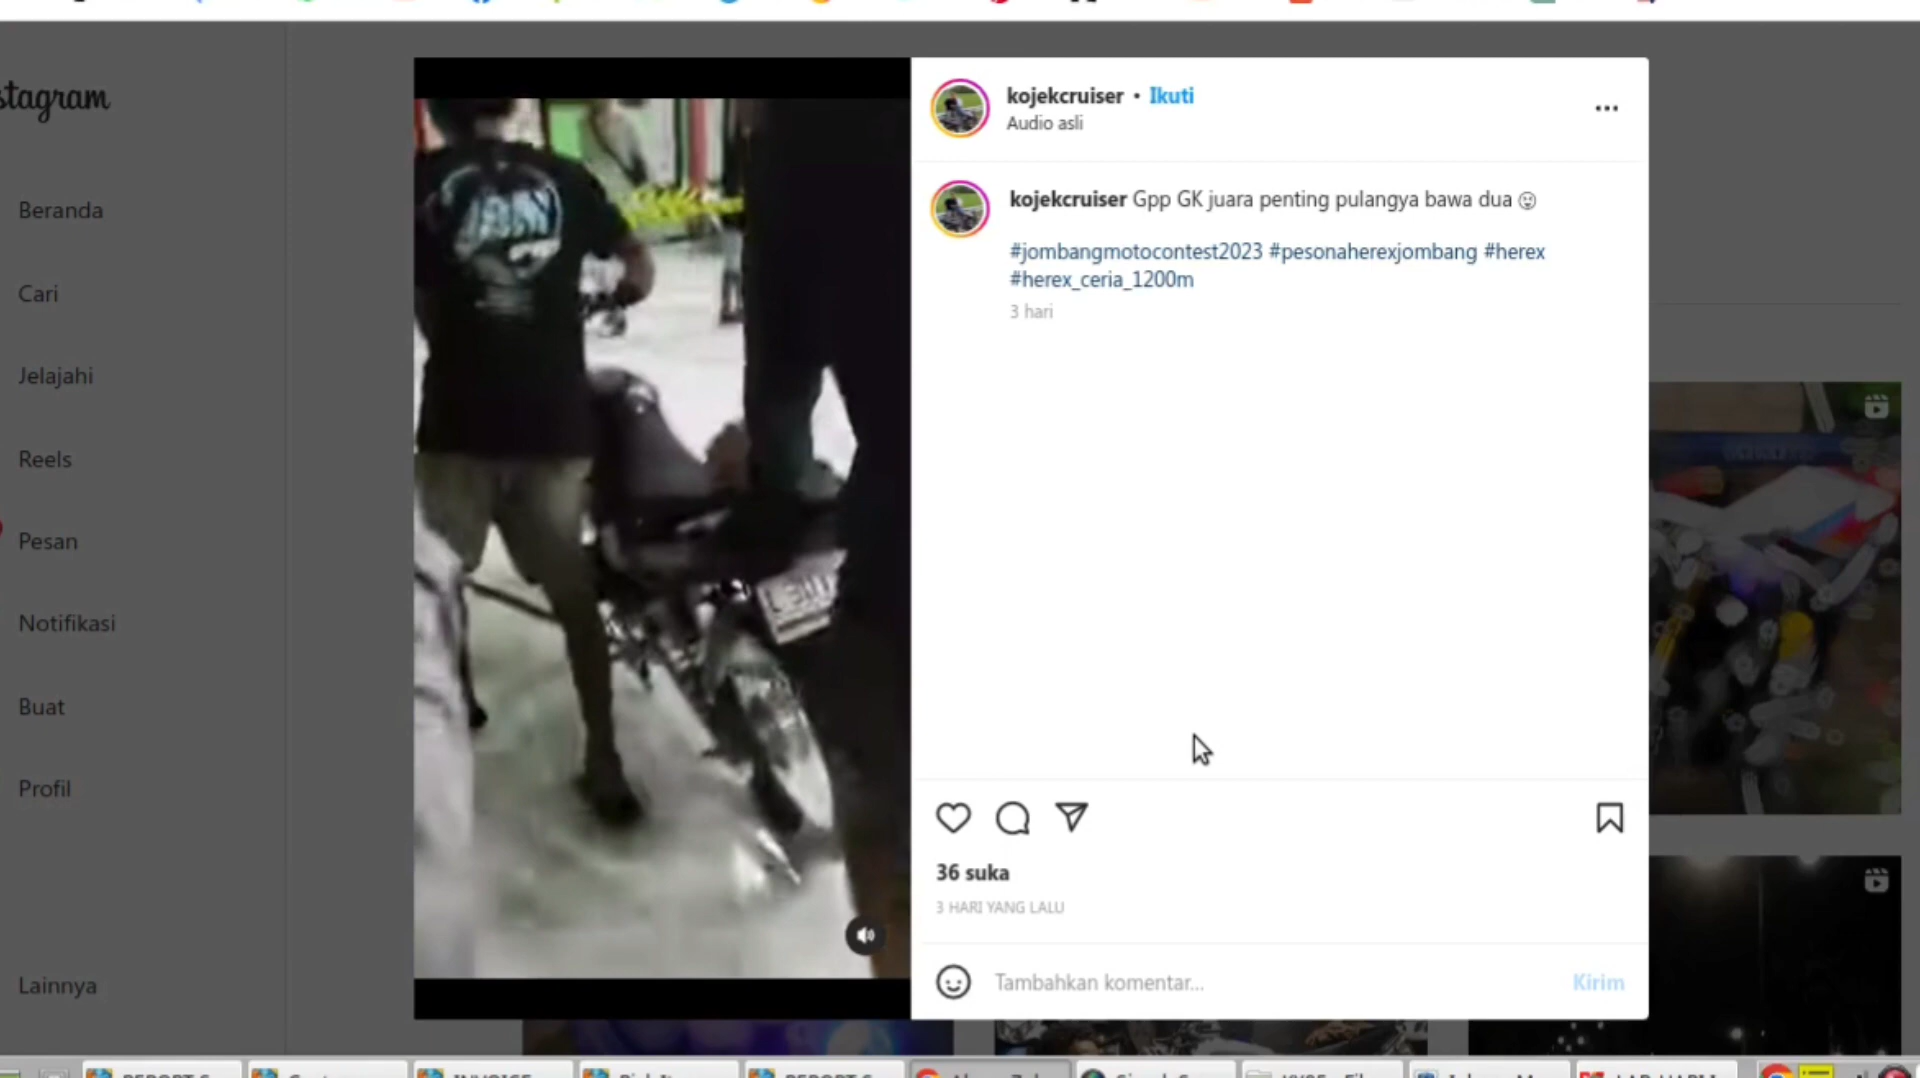 stagram
Beranda
Cari
Jelajahi
Reels
Pesan
Notifikasi
Buat
Profil
Lainnya
kojekcruiser • Ikuti
Audio asli
kojekcruiser Gpp GK juara penting pulangya bawa dua 😜
#jombangmotocontest2023 #pesonaherexjombang #herex
#herex_ceria_1200m
3 hari
36 suka
3 HARI YANG LALU
Tambahkan komentar...
Kirim